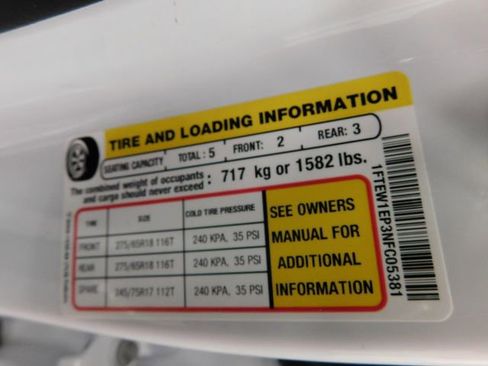 TIRE AND LOADING INFORMATION
SEATING CAPACITY TOTAL: 5 FRONT: 2 REAR: 3
The combined weight of occupants
and cargo should never exceed : 717 kg or 1582 lbs.
TIRE SIZE COLD TIRE PRESSURE
FRONT 275/65R18 116T 240 KPA, 35 PSI
REAR 275/65R18 116T 240 KPA, 35 PSI
SPARE 245/75R17 112T 240 KPA, 35 PSI
SEE OWNERS
MANUAL FOR
ADDITIONAL
INFORMATION
1FTEW1EP3NFC05381